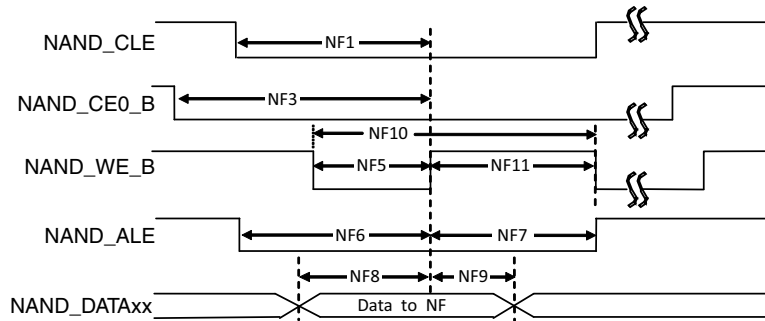 NAND_CLE
NF1
NAND_CE0_B
NF3
NF10
NAND_WE_B
NF5
NF11
NAND_ALE
NF6
NF7
NF8
NF9
NAND_DATAxx
Data to NF